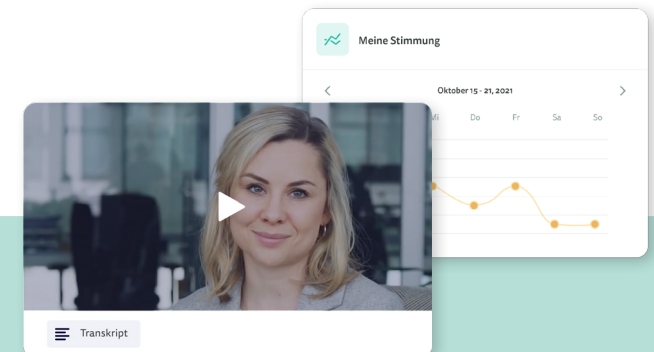 Meine Stimmung
Oktober 15 - 21, 2021
Mi Do Fr Sa So
Transkript